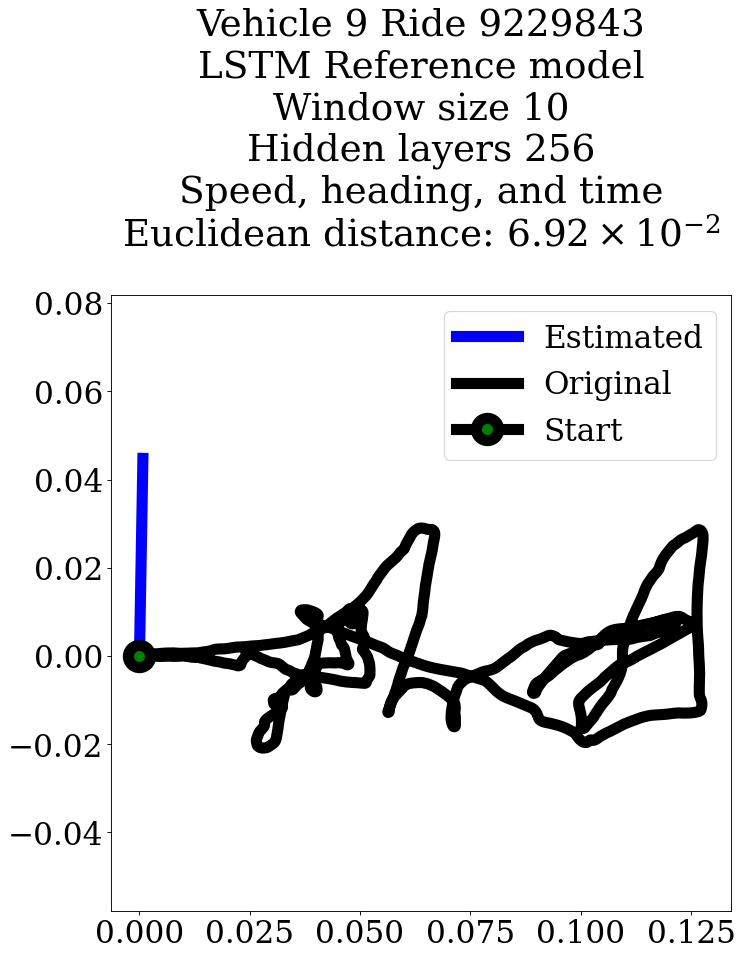 Vehicle 9 Ride 9229843
LSTM Reference model
Window size 10
Hidden layers 256
Speed, heading, and time
Euclidean distance: 6.92 × 10⁻²
Estimated
Original
Start
0.08
0.06
0.04
0.02
0.00
−0.02
−0.04
0.000 0.025 0.050 0.075 0.100 0.125